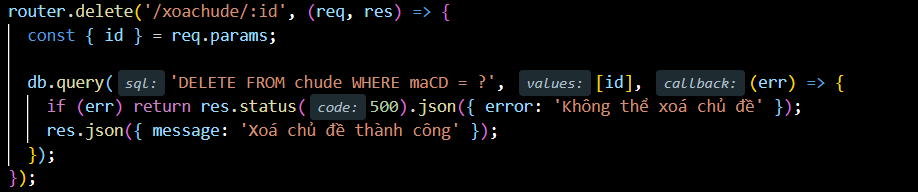 router.delete('/xoachude/:id', (req, res) => {
const { id } = req.params;
db.query( sql: 'DELETE FROM chude WHERE maCD = ?', values: [id], callback: (err) => {
if (err) return res.status( code: 500).json({ error: 'Không thể xoá chủ đề' });
res.json({ message: 'Xoá chủ đề thành công' });
});
});